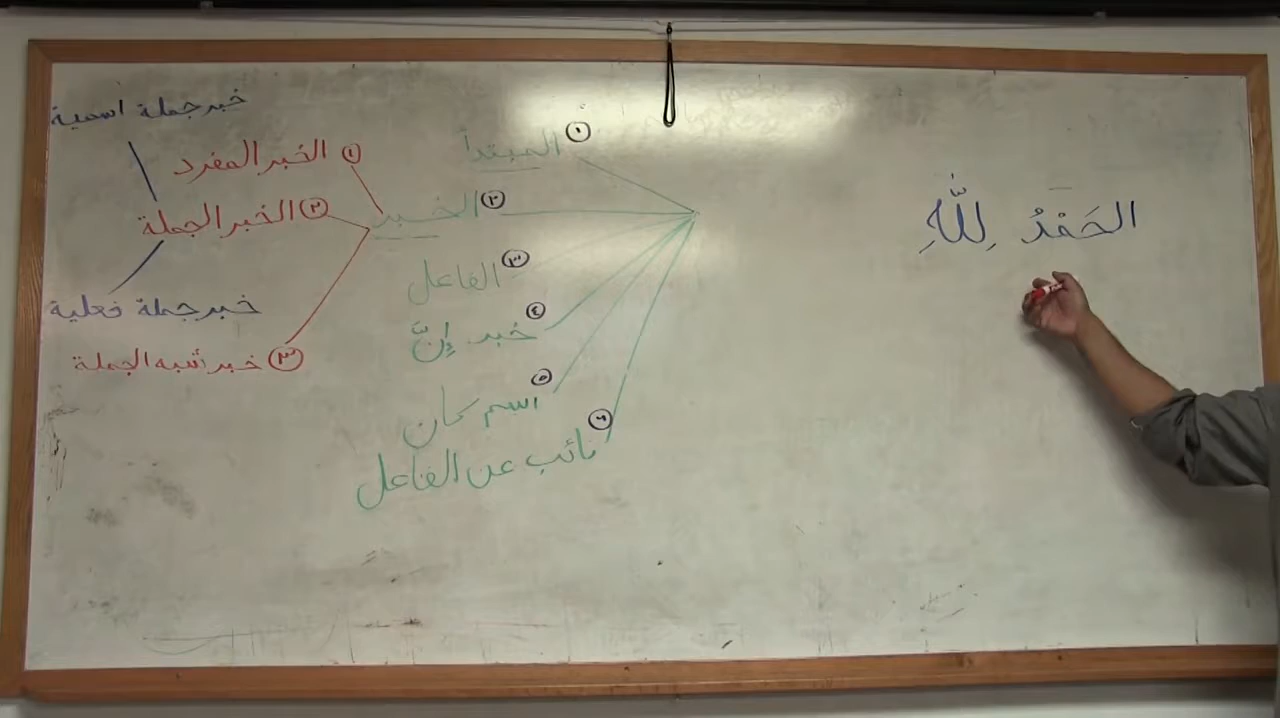 الحَمْدُ لِلّٰهِ
١ المبتدأ
٢ الخبر
٣ الفاعل
٤ خبر إنّ
٥ اسم كان
٦ نائب عن الفاعل
١ الخبر المفرد
٢ الخبر الجملة
٣ خبر شبه الجملة
خبر جملة اسمية
خبر جملة فعلية